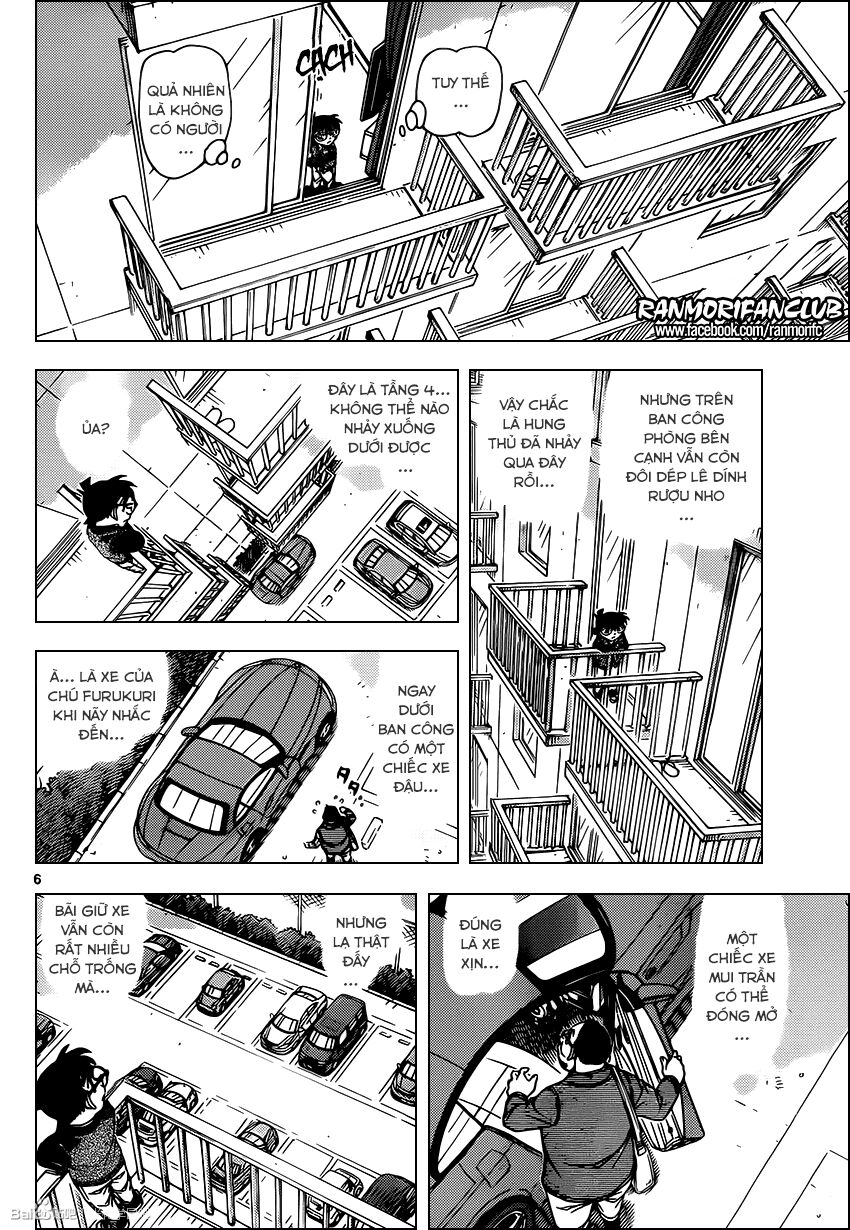 TUY THẾ
...
CẠCH
QUẢ NHIÊN
LÀ KHÔNG
CÓ NGƯỜI
...
RANMORIFANCLUB
www.facebook.com/ranmorifc
NHƯNG TRÊN
BAN CÔNG
PHÒNG BÊN
CẠNH VẪN CÒN
ĐÔI DÉP LÊ DÍNH
RƯỢU NHO
...
VẬY CHẮC
LÀ HUNG
THỦ ĐÃ NHẢY
QUA ĐÂY
RỒI...
ĐÂY LÀ TẦNG 4...
KHÔNG THỂ NÀO
NHẢY XUỐNG
DƯỚI ĐƯỢC
...
ỦA?
NGAY
DƯỚI
BAN CÔNG
CÓ MỘT
CHIẾC XE
ĐẬU...
À... LÀ XE CỦA
CHÚ FURUKURI
KHI NÃY NHẮC
ĐẾN...
6
MỘT
CHIẾC XE
MUI TRẦN
CÓ THỂ
ĐÓNG MỞ
...
ĐÚNG
LÀ XE
XỊN...
NHƯNG
LẠ THẬT
ĐẤY
...
BÃI GIỮ XE
VẪN CÒN
RẤT NHIỀU
CHỖ TRỐNG
MÀ...